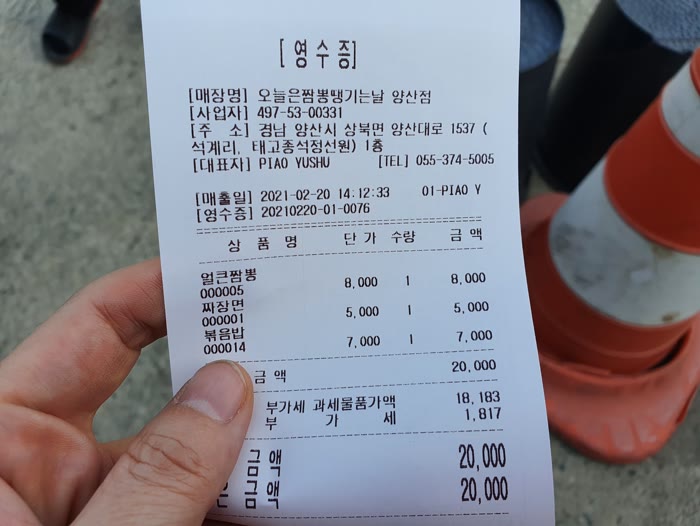 [ 영 수 증]
[매장명] 오늘은짬뽕땡기는날 양산점
[사업자] 497-53-00331
[주   소] 경남 양산시 상북면 양산대로 1537 (
석계리, 태고종석정선원) 1층
[대표자] PIAO YUSHU [TEL] 055-374-5005
[매출일] 2021-02-20 14:12:33 01-PIAO Y
[영수증] 20210220-01-0076
상 품 명 단 가 수량 금 액
얼큰짬뽕
000005 8,000 1 8,000
짜장면
000001 5,000 1 5,000
볶음밥
000014 7,000 1 7,000
금 액 20,000
부가세 과세물품가액 18,183
부 가 세 1,817
금 액 20,000
은 금 액 20,000